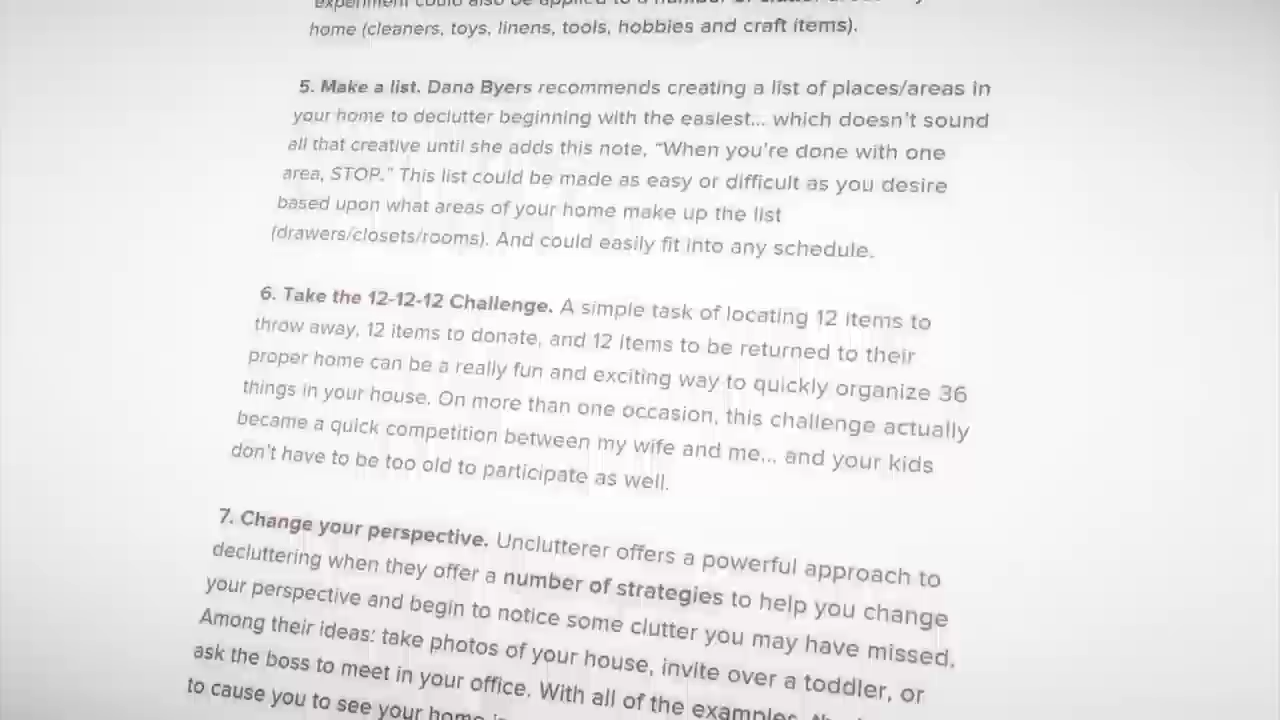 experiment could also be applied to a number of
home (cleaners, toys, linens, tools, hobbies and craft items).
5. Make a list. Dana Byers recommends creating a list of places/areas in
your home to declutter beginning with the easiest... which doesn't sound
all that creative until she adds this note, "When you're done with one
area, STOP." This list could be made as easy or difficult as you desire
based upon what areas of your home make up the list
(drawers/closets/rooms). And could easily fit into any schedule.
6. Take the 12-12-12 Challenge. A simple task of locating 12 items to
throw away, 12 items to donate, and 12 items to be returned to their
proper home can be a really fun and exciting way to quickly organize 36
things in your house. On more than one occasion, this challenge actually
became a quick competition between my wife and me... and your kids
don't have to be too old to participate as well.
7. Change your perspective. Unclutterer offers a powerful approach to
decluttering when they offer a number of strategies to help you change
your perspective and begin to notice some clutter you may have missed.
Among their ideas: take photos of your house, invite over a toddler, or
ask the boss to meet in your office. With all of the examples,
to cause you to see your home